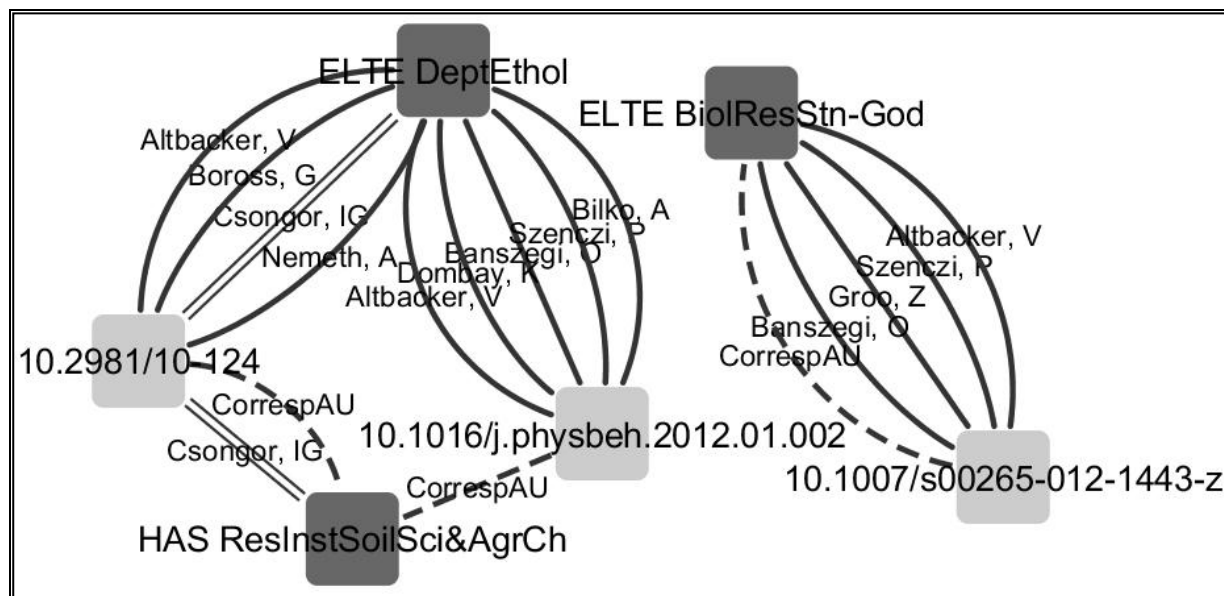 ELTE DeptEthol
ELTE BiolResStn-God
Altbacker, V
Boross, G
Csongor, IG
Nemeth, A
Bilko, A
Szenczi, P
Banszegi, O
Dombay, K
Altbacker, V
Altbacker, V
Szenczi, P
Groo, Z
Banszegi, O
CorrespAU
10.2981/10-124
CorrespAU
Csongor, IG
10.1016/j.physbeh.2012.01.002
CorrespAU
10.1007/s00265-012-1443-z
HAS ResInstSoilSci&AgrCh